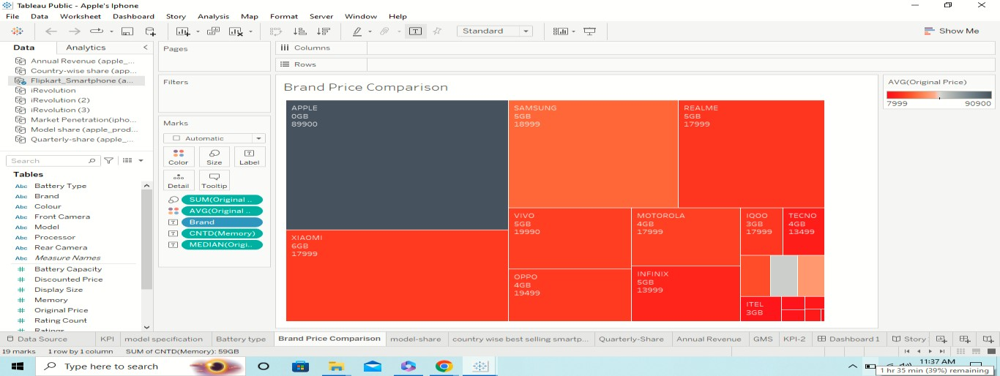 Tableau Public - Apple's Iphone
File Data Worksheet Dashboard Story Analysis Map Format Server Window Help
Standard
Show Me
Data Analytics
Annual Revenue (apple_...
Country-wise share (app...
Flipkart_Smartphone (a...
iRevolution
iRevolution (2)
iRevolution (3)
Market Penetration(ipho...
Model share (apple_prod...
Quarterly-share (apple_...
Search
Tables
Abc Battery Type
Abc Brand
Abc Colour
Abc Front Camera
Abc Model
Abc Processor
Abc Rear Camera
Abc Measure Names
# Battery Capacity
# Discounted Price
# Display Size
# Memory
# Original Price
# Rating Count
# Ratings
Pages
Filters
Marks
Automatic
Color Size Label
Detail Tooltip
SUM(Original ..
AVG(Original ..
Brand
CNTD(Memory)
MEDIAN(Origi..
Columns
Rows
Brand Price Comparison
APPLE
0GB
89900
XIAOMI
6GB
17999
SAMSUNG
5GB
18999
REALME
5GB
17999
VIVO
5GB
19990
OPPO
4GB
19499
MOTOROLA
4GB
17999
INFINIX
5GB
13999
IQOO
3GB
17999
TECNO
4GB
13499
ITEL
3GB
AVG(Original Price)
7999 90900
Data Source KPI model specification Battery type Brand Price Comparison model-share country wise best selling smartp... Quarterly-Share Annual Revenue GMS KPI-2 Dashboard 1 Story
19 marks 1 row by 1 column SUM of CNTD(Memory): 59GB
Type here to search
11:37 AM
1 hr 35 min (39%) remaining